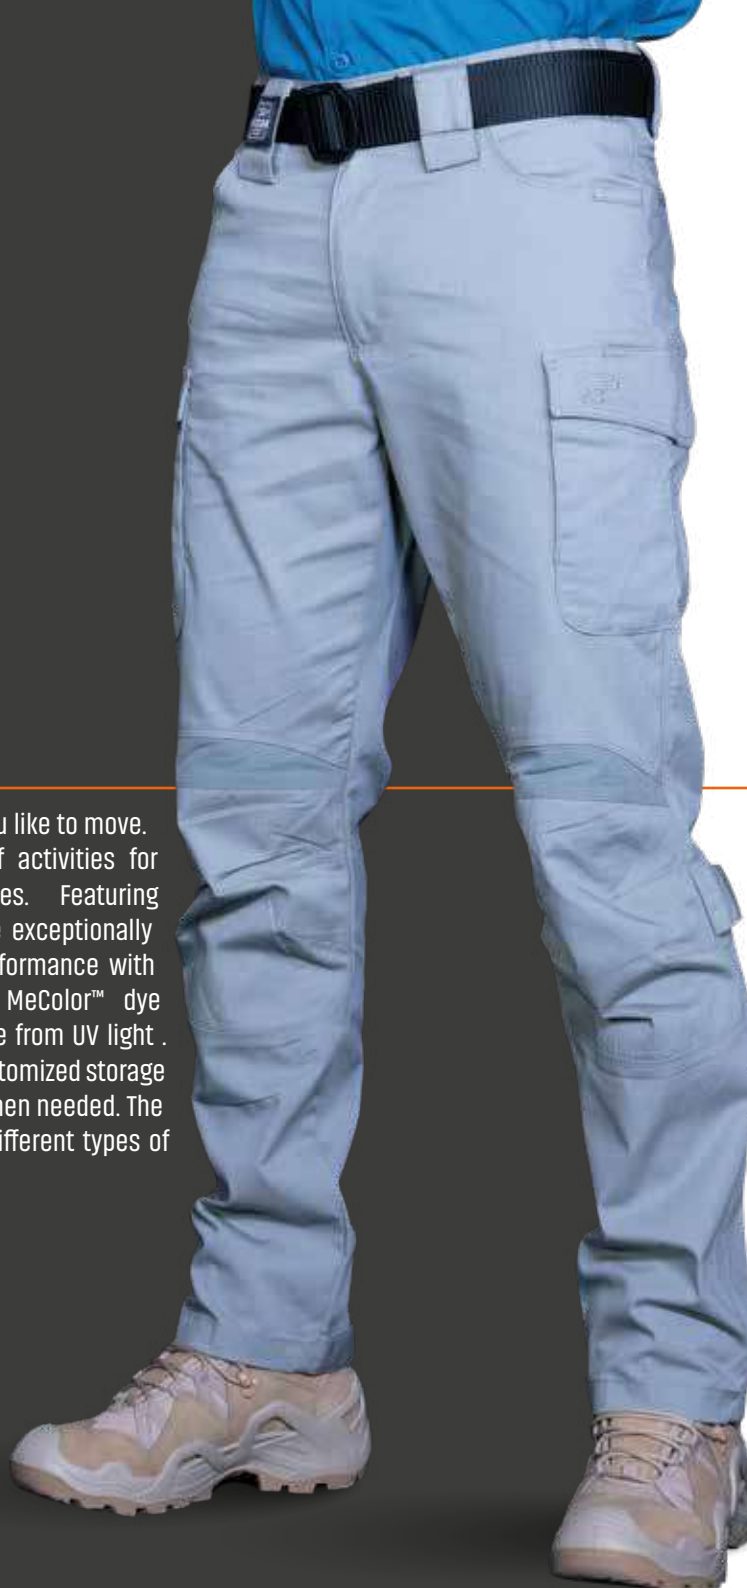 u like to move.
f activities for
es. Featuring
e exceptionally
formance with
MeColor™ dye
e from UV light .
tomized storage
hen needed. The
ifferent types of